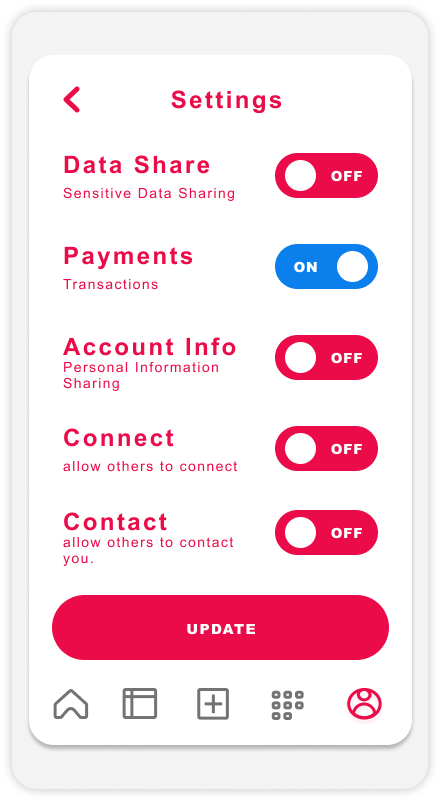 Settings
Data Share
OFF
Sensitive Data Sharing
Payments
ON
Transactions
Account Info
OFF
Personal Information
Sharing
Connect
OFF
allow others to connect
Contact
OFF
allow others to contact
you.
UPDATE